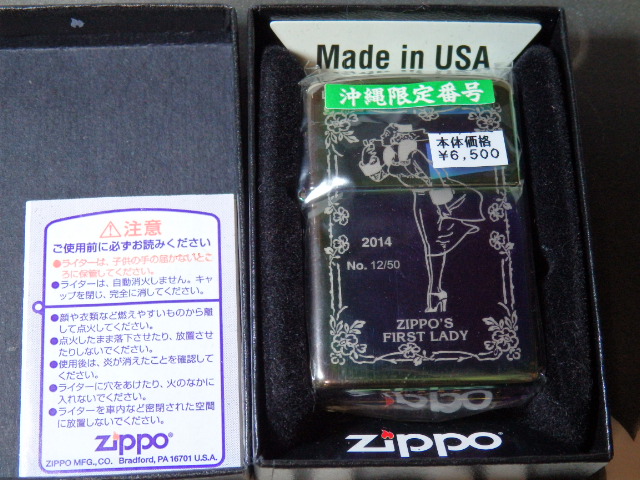 Made in USA
沖縄限定番号
本体価格
¥6,500
2014
No. 12/50
ZIPPO'S
FIRST LADY
zippo
zippo
⚠注意
ご使用前に必ずお読みください
●ライターは、子供の手の届かないとこ
ろに保管してください。
●ライターは、自動消火しません。キャ
ップを閉じ、完全に消してください。
●顔や衣類など燃えやすいものから離
して点火してください。
●点火したまま落下させたり、放置させ
たりしないでください。
●使用後は、炎が消えたことを確認して
ください。
●ライターに穴をあけたり、火のなかに
入れないでください。
●ライターを車内など密閉された空間
に放置しないでください。
zippo®
ZIPPO MFG., CO. Bradford, PA 16701 U.S.A.